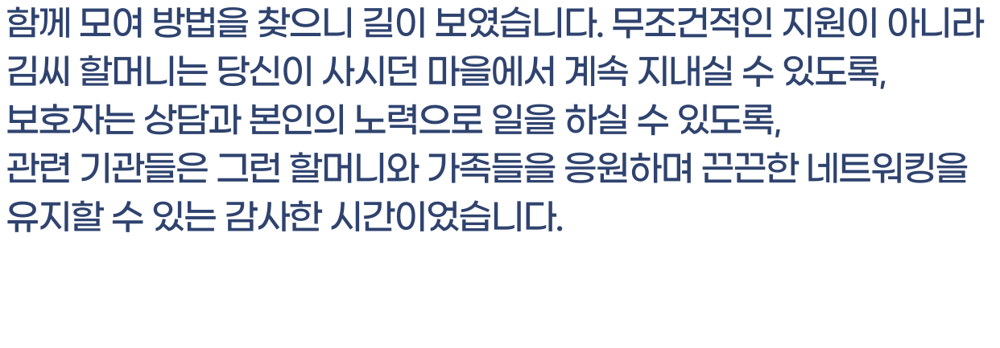 함께 모여 방법을 찾으니 길이 보였습니다. 무조건적인 지원이 아니라
김씨 할머니는 당신이 사시던 마을에서 계속 지내실 수 있도록,
보호자는 상담과 본인의 노력으로 일을 하실 수 있도록,
관련 기관들은 그런 할머니와 가족들을 응원하며 끈끈한 네트워킹을
유지할 수 있는 감사한 시간이었습니다.